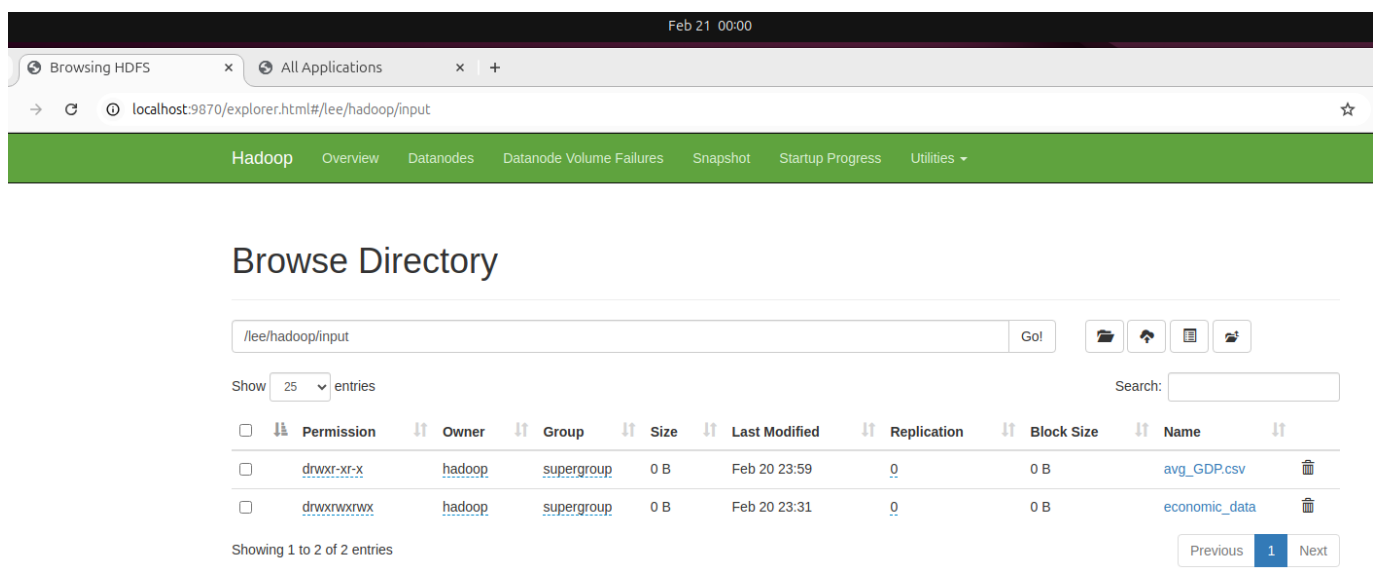 Feb 21 00:00
Browsing HDFS × All Applications × +
localhost:9870/explorer.html#/lee/hadoop/input
Hadoop Overview Datanodes Datanode Volume Failures Snapshot Startup Progress Utilities
Browse Directory
/lee/hadoop/input Go!
Show 25 entries Search:
Permission Owner Group Size Last Modified Replication Block Size Name
drwxr-xr-x hadoop supergroup 0 B Feb 20 23:59 0 0 B avg_GDP.csv
drwxrwxrwx hadoop supergroup 0 B Feb 20 23:31 0 0 B economic_data
Showing 1 to 2 of 2 entries Previous 1 Next